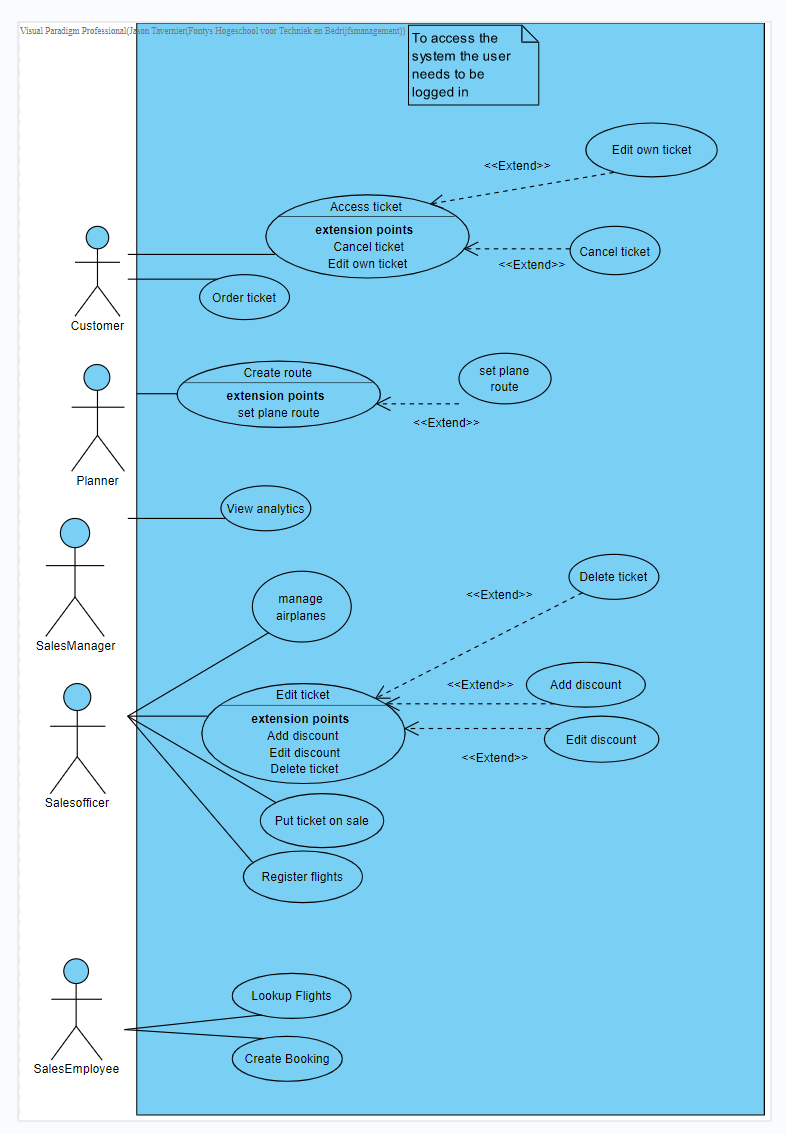 Visual Paradigm Professional(Jason Tavernier(Fontys Hogeschool voor Techniek en Bedrijfsmanagement))
To access the
system the user
needs to be
logged in
Edit own ticket
<<Extend>>
Access ticket
extension points
Cancel ticket
Edit own ticket
Cancel ticket
<<Extend>>
Order ticket
Customer
Create route
extension points
set plane route
set plane
route
<<Extend>>
Planner
View analytics
SalesManager
Delete ticket
<<Extend>>
manage
airplanes
Edit ticket
extension points
Add discount
Edit discount
Delete ticket
<<Extend>>
Add discount
Edit discount
<<Extend>>
Salesofficer
Put ticket on sale
Register flights
Lookup Flights
Create Booking
SalesEmployee